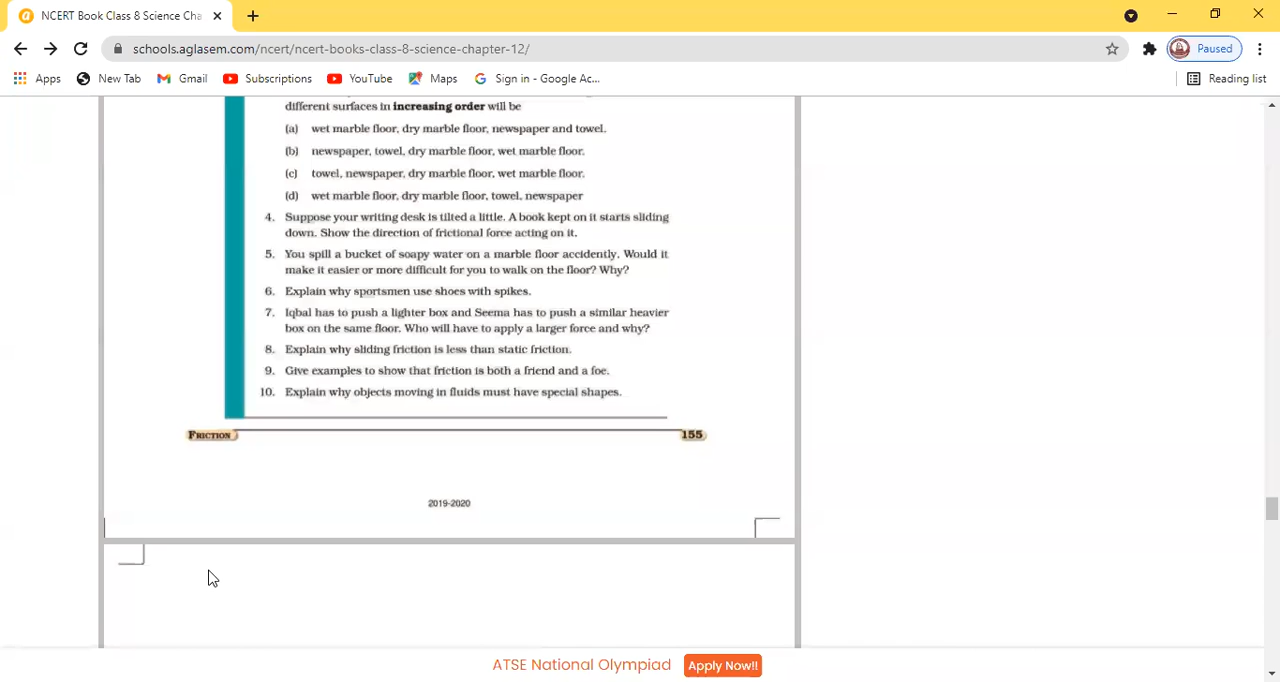 NCERT Book Class 8 Science Cha
schools.aglasem.com/ncert/ncert-books-class-8-science-chapter-12/
Paused
Apps
New Tab
Gmail
Subscriptions
YouTube
Maps
Sign in - Google Ac...
Reading list
different surfaces in increasing order will be
(a) wet marble floor, dry marble floor, newspaper and towel.
(b) newspaper, towel, dry marble floor, wet marble floor.
(c) towel, newspaper, dry marble floor, wet marble floor.
(d) wet marble floor, dry marble floor, towel, newspaper
4. Suppose your writing desk is tilted a little. A book kept on it starts sliding
down. Show the direction of frictional force acting on it.
5. You spill a bucket of soapy water on a marble floor accidently. Would it
make it easier or more difficult for you to walk on the floor? Why?
6. Explain why sportsmen use shoes with spikes.
7. Iqbal has to push a lighter box and Seema has to push a similar heavier
box on the same floor. Who will have to apply a larger force and why?
8. Explain why sliding friction is less than static friction.
9. Give examples to show that friction is both a friend and a foe.
10. Explain why objects moving in fluids must have special shapes.
FRICTION
155
2019-2020
ATSE National Olympiad
Apply Now!!